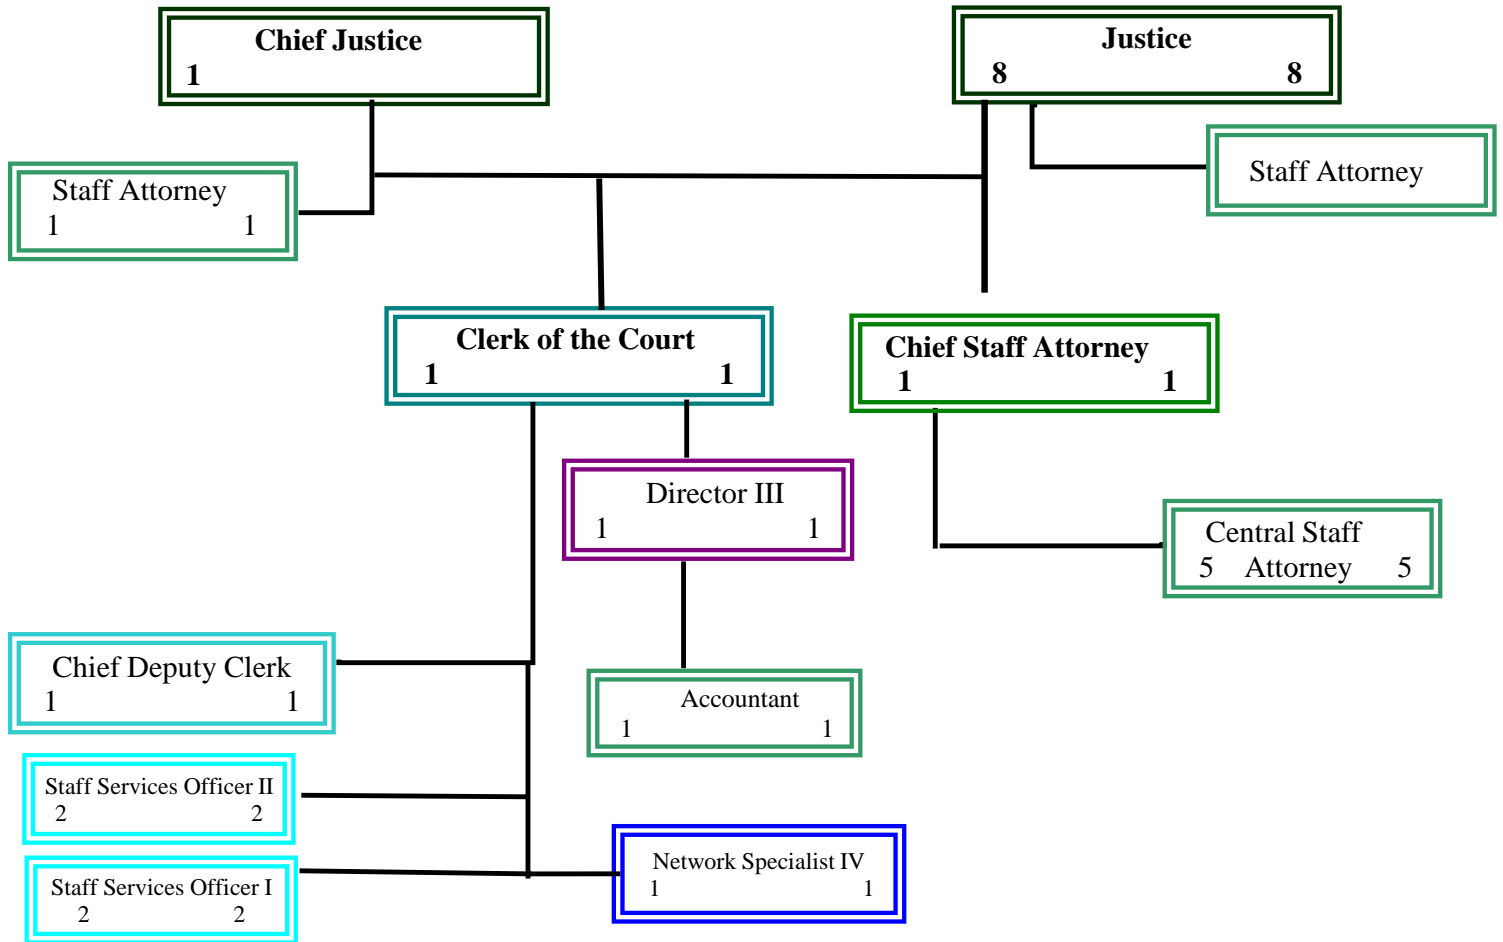 Chief Justice
1
Justice
8 8
Staff Attorney
1 1
Staff Attorney
Clerk of the Court
1 1
Chief Staff Attorney
1 1
Director III
1 1
Central Staff
5 Attorney 5
Chief Deputy Clerk
1 1
Accountant
1 1
Staff Services Officer II
2 2
Network Specialist IV
1 1
Staff Services Officer I
2 2